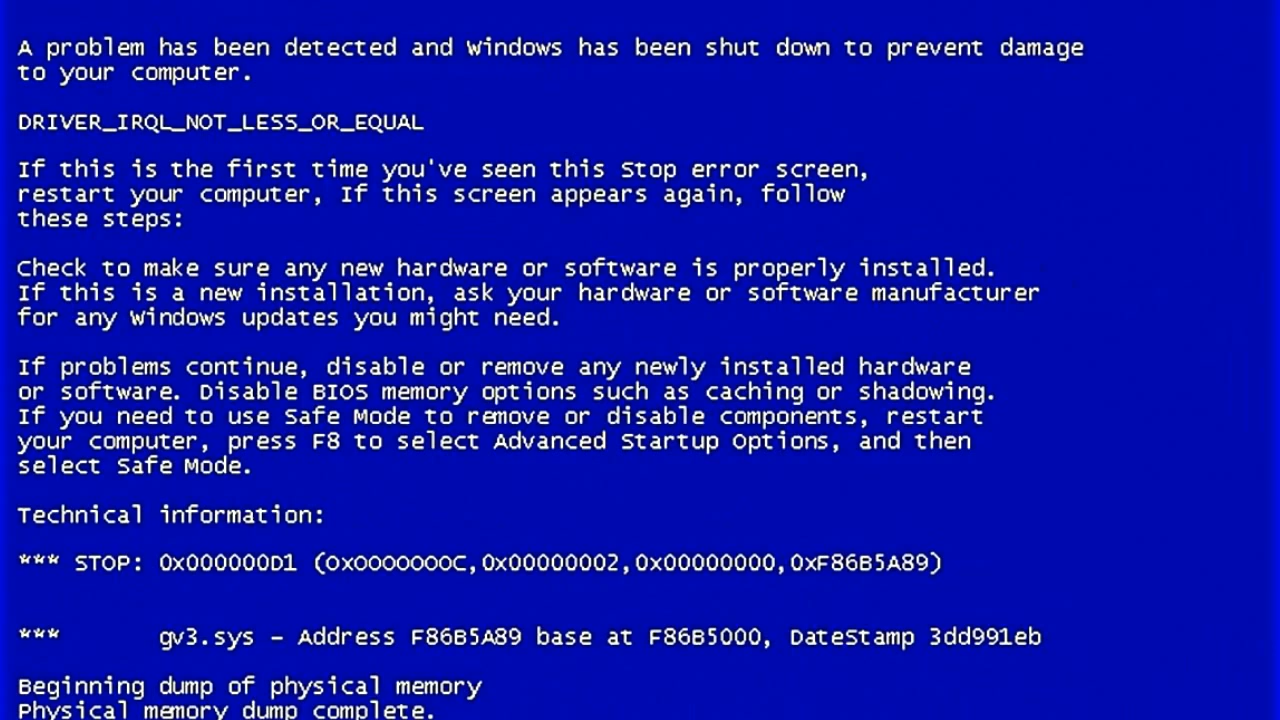 A problem has been detected and Windows has been shut down to prevent damage
to your computer.
DRIVER_IRQL_NOT_LESS_OR_EQUAL
If this is the first time you've seen this Stop error screen,
restart your computer, If this screen appears again, follow
these steps:
Check to make sure any new hardware or software is properly installed.
If this is a new installation, ask your hardware or software manufacturer
for any Windows updates you might need.
If problems continue, disable or remove any newly installed hardware
or software. Disable BIOS memory options such as caching or shadowing.
If you need to use Safe Mode to remove or disable components, restart
your computer, press F8 to select Advanced Startup Options, and then
select Safe Mode.
Technical information:
*** STOP: 0x000000D1 (0x0000000C,0x00000002,0x00000000,0xF86B5A89)
*** gv3.sys – Address F86B5A89 base at F86B5000, DateStamp 3dd991eb
Beginning dump of physical memory
Physical memory dump complete.